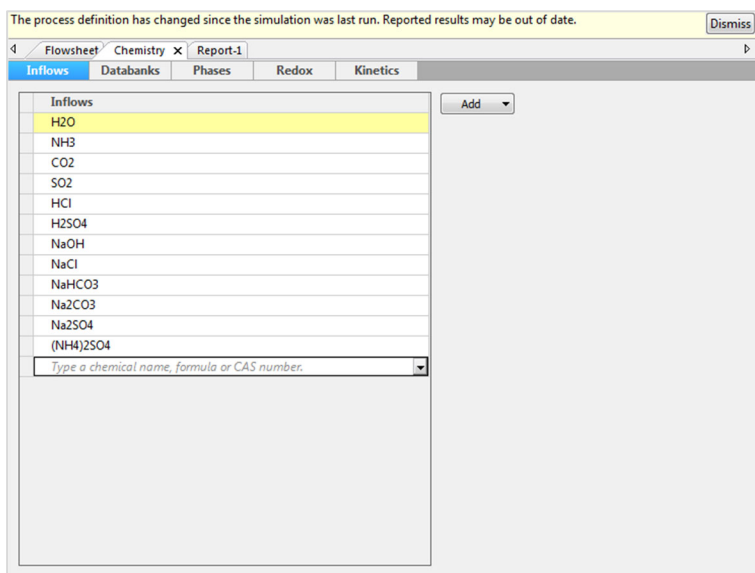 The process definition has changed since the simulation was last run. Reported results may be out of date.
Dismiss
Flowsheet Chemistry Report-1
Inflows Databanks Phases Redox Kinetics
Inflows
Add
H2O
NH3
CO2
SO2
HCl
H2SO4
NaOH
NaCl
NaHCO3
Na2CO3
Na2SO4
(NH4)2SO4
Type a chemical name, formula or CAS number.